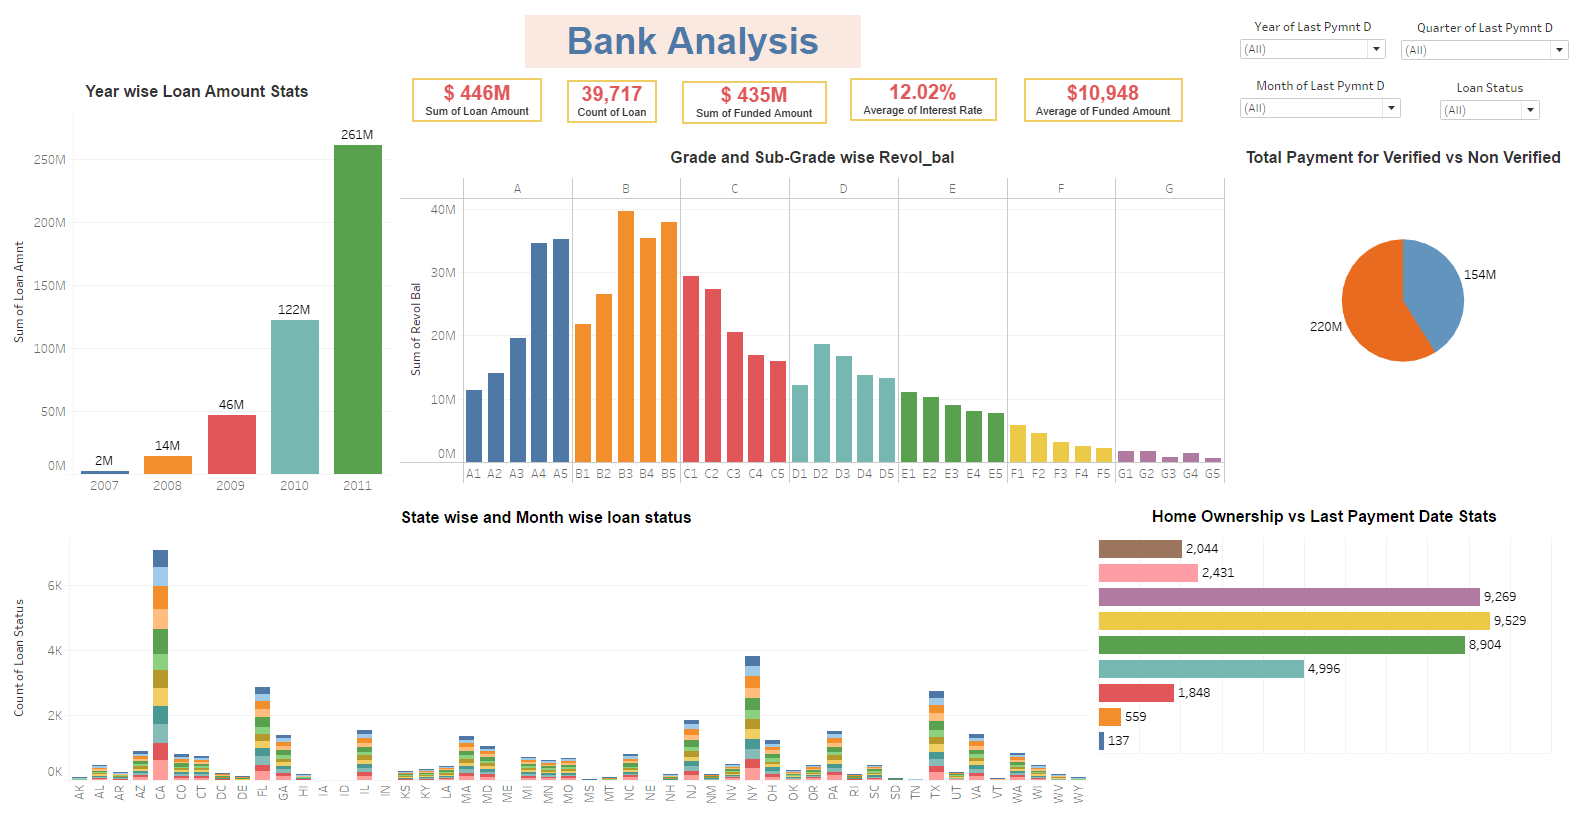 Bank Analysis
Year of Last Pymnt D
Quarter of Last Pymnt D
(All)
(All)
Month of Last Pymnt D
Loan Status
(All)
(All)
$ 446M
Sum of Loan Amount
39,717
Count of Loan
$ 435M
Sum of Funded Amount
12.02%
Average of Interest Rate
$10,948
Average of Funded Amount
Year wise Loan Amount Stats
Sum of Loan Amnt
250M
200M
150M
100M
50M
0M
2M
14M
46M
122M
261M
2007 2008 2009 2010 2011
Grade and Sub-Grade wise Revol_bal
A B C D E F G
Sum of Revol Bal
40M
30M
20M
10M
0M
A1 A2 A3 A4 A5 B1 B2 B3 B4 B5 C1 C2 C3 C4 C5 D1 D2 D3 D4 D5 E1 E2 E3 E4 E5 F1 F2 F3 F4 F5 G1 G2 G3 G4 G5
Total Payment for Verified vs Non Verified
154M
220M
State wise and Month wise loan status
Count of Loan Status
6K
4K
2K
0K
AK AL AR AZ CA CO CT DC DE FL GA HI IA ID IL IN KS KY LA MA MD ME MI MN MO MS MT NC NE NH NJ NM NV NY OH OK OR PA RI SC SD TN TX UT VA VT WA WI WV WY
Home Ownership vs Last Payment Date Stats
2,044
2,431
9,269
9,529
8,904
4,996
1,848
559
137